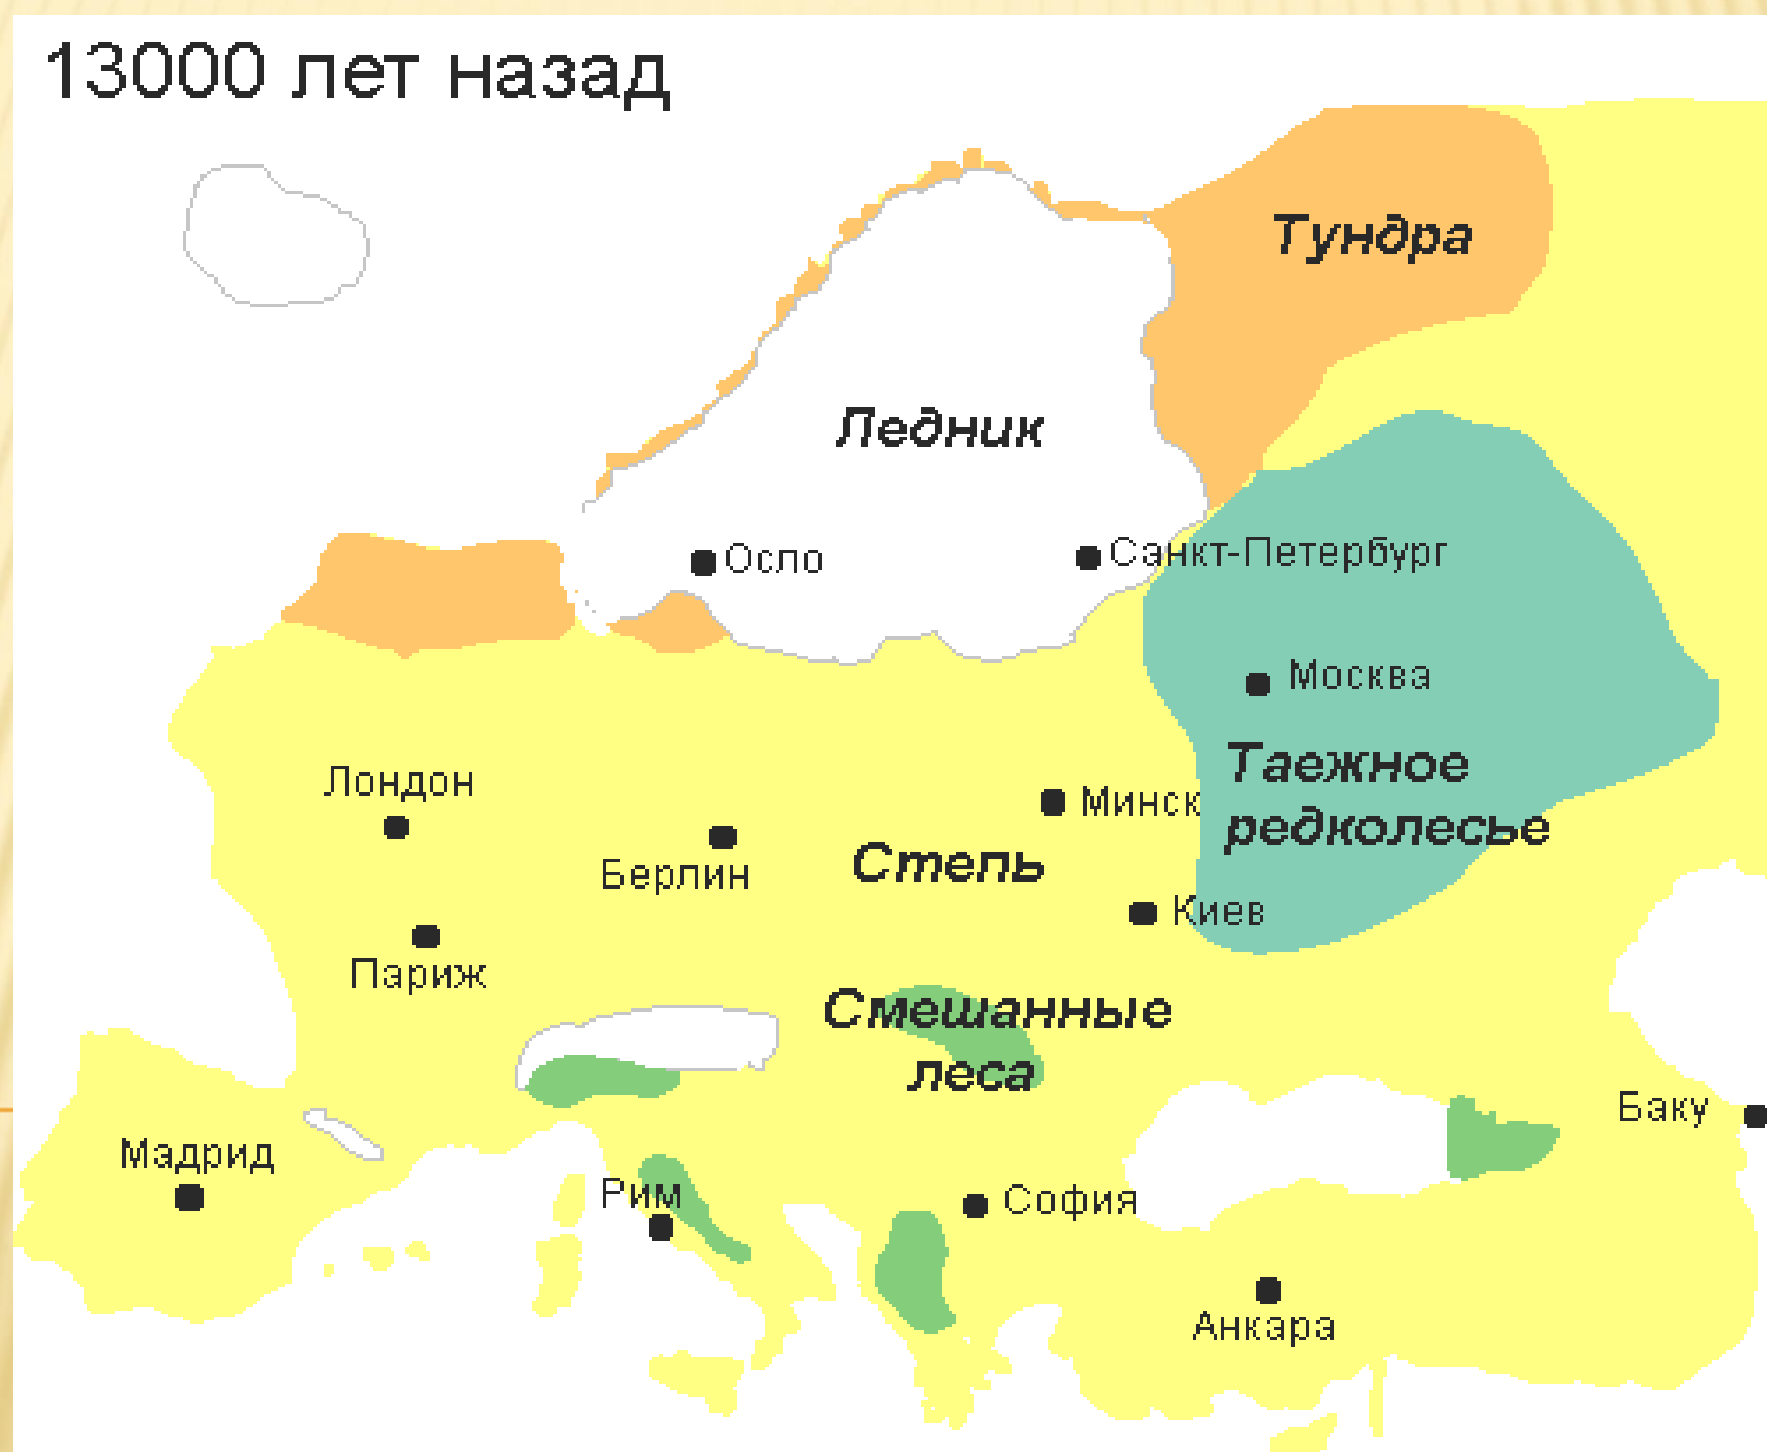 13000 лет назад
Тундра
Ледник
Осло
Санкт-Петербург
Москва
Таежное
редколесье
Лондон
Минск
Берлин
Степь
Киев
Париж
Смешанные
леса
Баку
Мадрид
Рим
София
Анкара